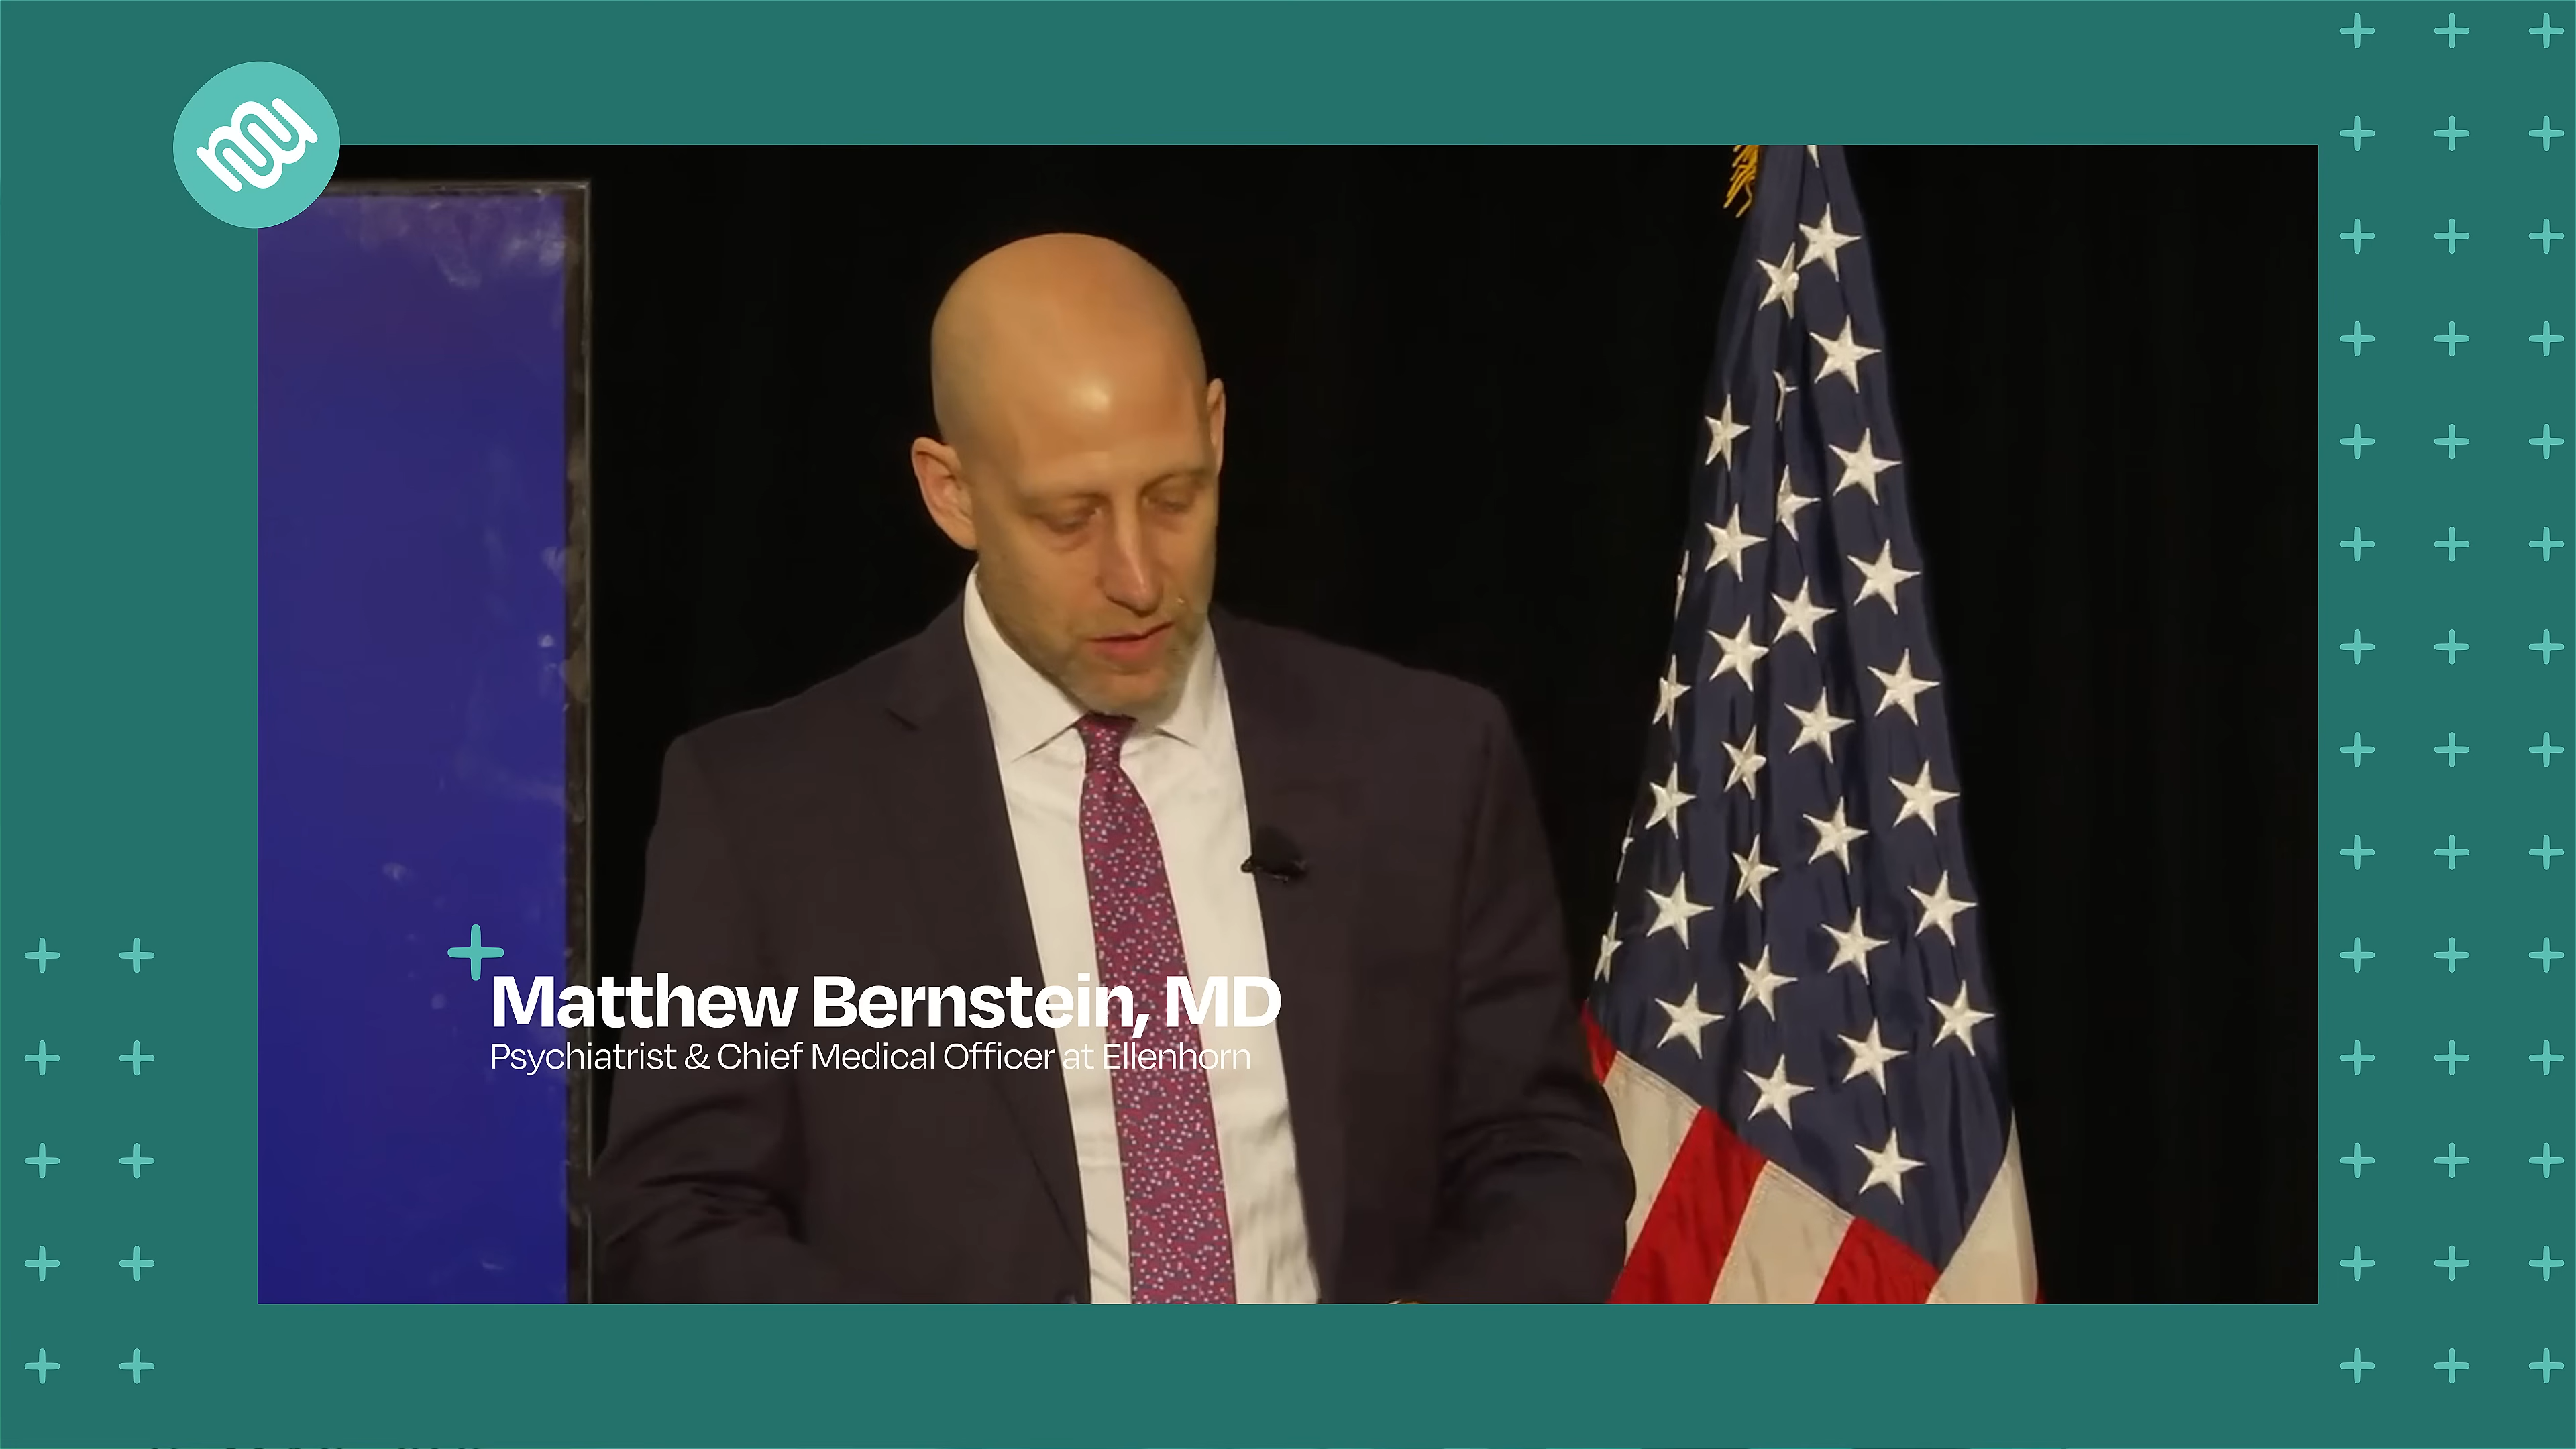 Matthew Bernstein, MD
Psychiatrist & Chief Medical Officer at Ellenhorn